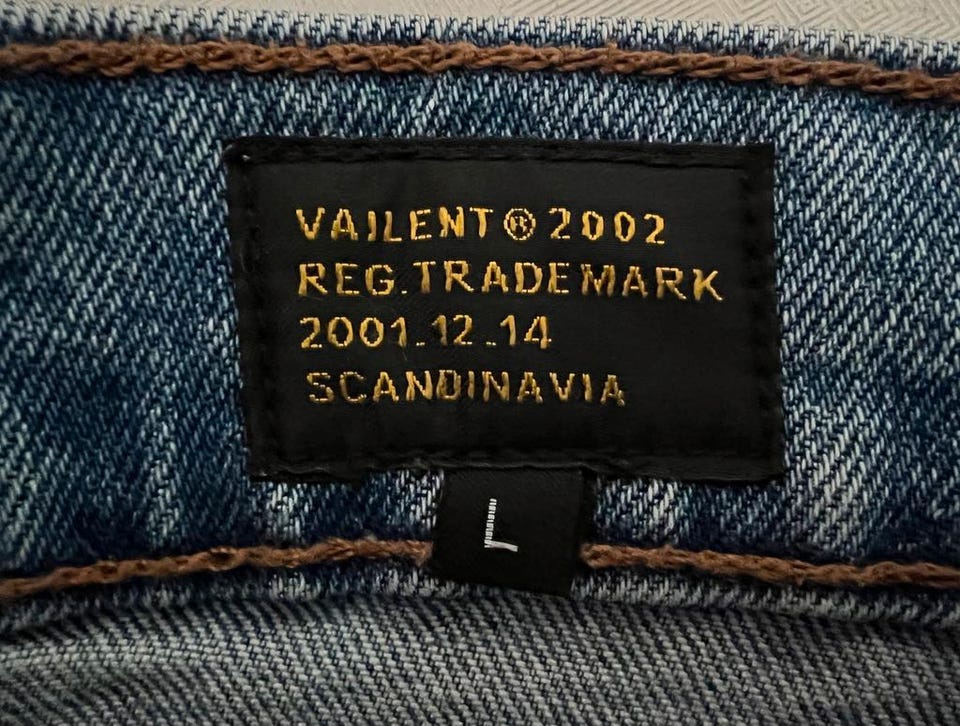 VAILENT® 2002
REG.TRADEMARK
2001.12.14
SCANDINAVIA
L